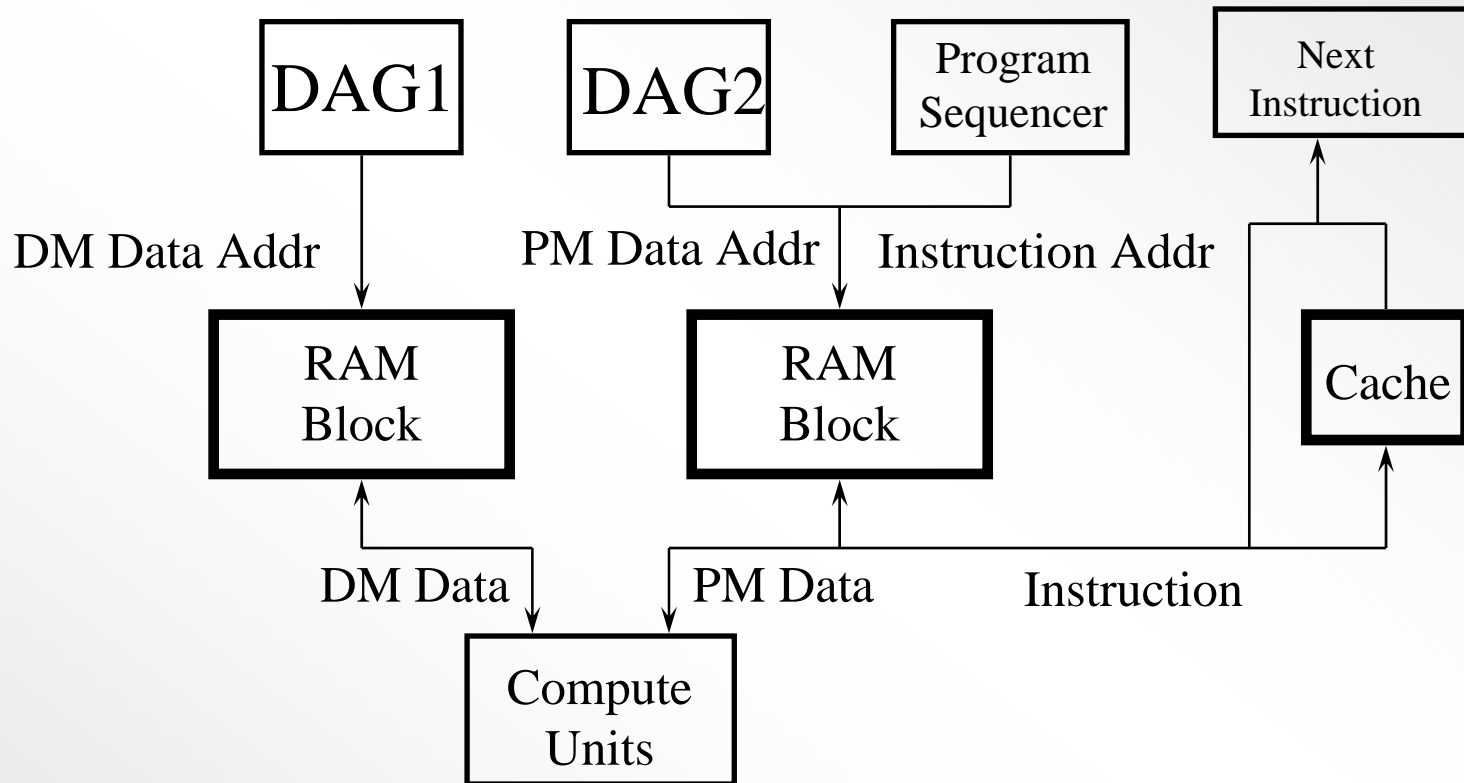 DAG1
DAG2
Program
Sequencer
Next
Instruction
DM Data Addr
PM Data Addr
Instruction Addr
RAM
Block
RAM
Block
Cache
DM Data
PM Data
Instruction
Compute
Units